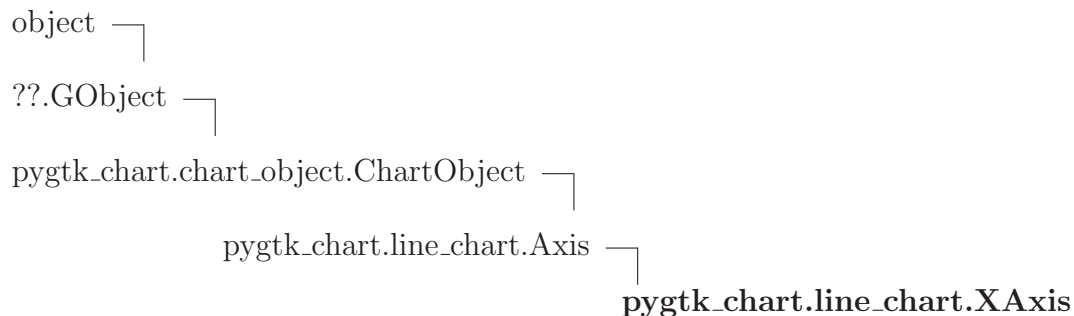 object
??.GObject
pygtk_chart.chart_object.ChartObject
pygtk_chart.line_chart.Axis
pygtk_chart.line_chart.XAxis